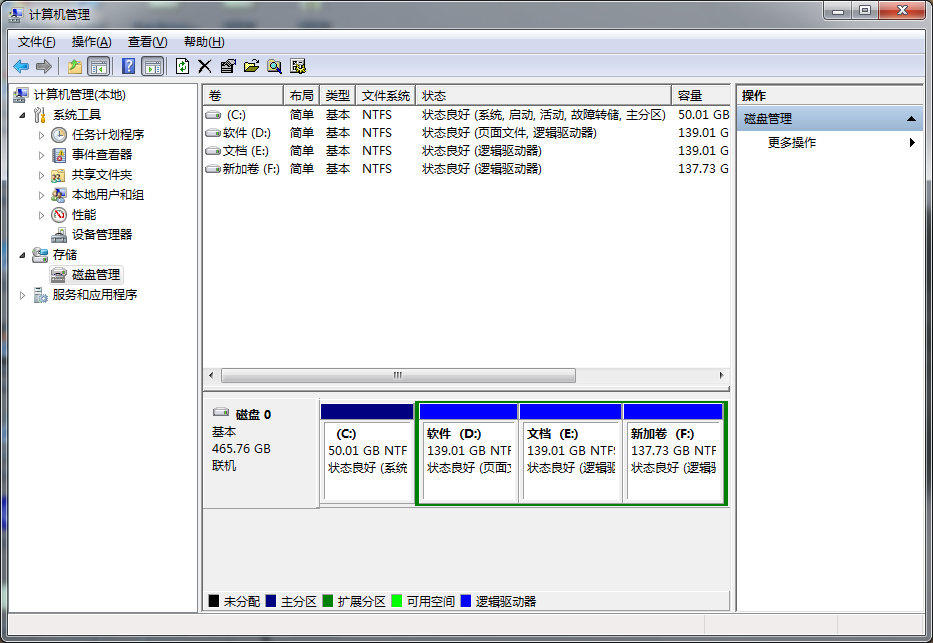 计算机管理
文件(F) 操作(A) 查看(V) 帮助(H)
计算机管理(本地)
系统工具
任务计划程序
事件查看器
共享文件夹
本地用户和组
性能
设备管理器
存储
磁盘管理
服务和应用程序
卷 布局 类型 文件系统 状态 容量
(C:) 简单 基本 NTFS 状态良好 (系统, 启动, 活动, 故障转储, 主分区) 50.01 GB
软件 (D:) 简单 基本 NTFS 状态良好 (页面文件, 逻辑驱动器) 139.01 G
文档 (E:) 简单 基本 NTFS 状态良好 (逻辑驱动器) 139.01 G
新加卷 (F:) 简单 基本 NTFS 状态良好 (逻辑驱动器) 137.73 G
磁盘 0
基本
465.76 GB
联机
(C:)
50.01 GB NTF
状态良好 (系统
软件 (D:)
139.01 GB NTF
状态良好 (页面
文档 (E:)
139.01 GB NTF
状态良好 (逻辑
新加卷 (F:)
137.73 GB NTF
状态良好 (逻辑
未分配 主分区 扩展分区 可用空间 逻辑驱动器
操作
磁盘管理
更多操作